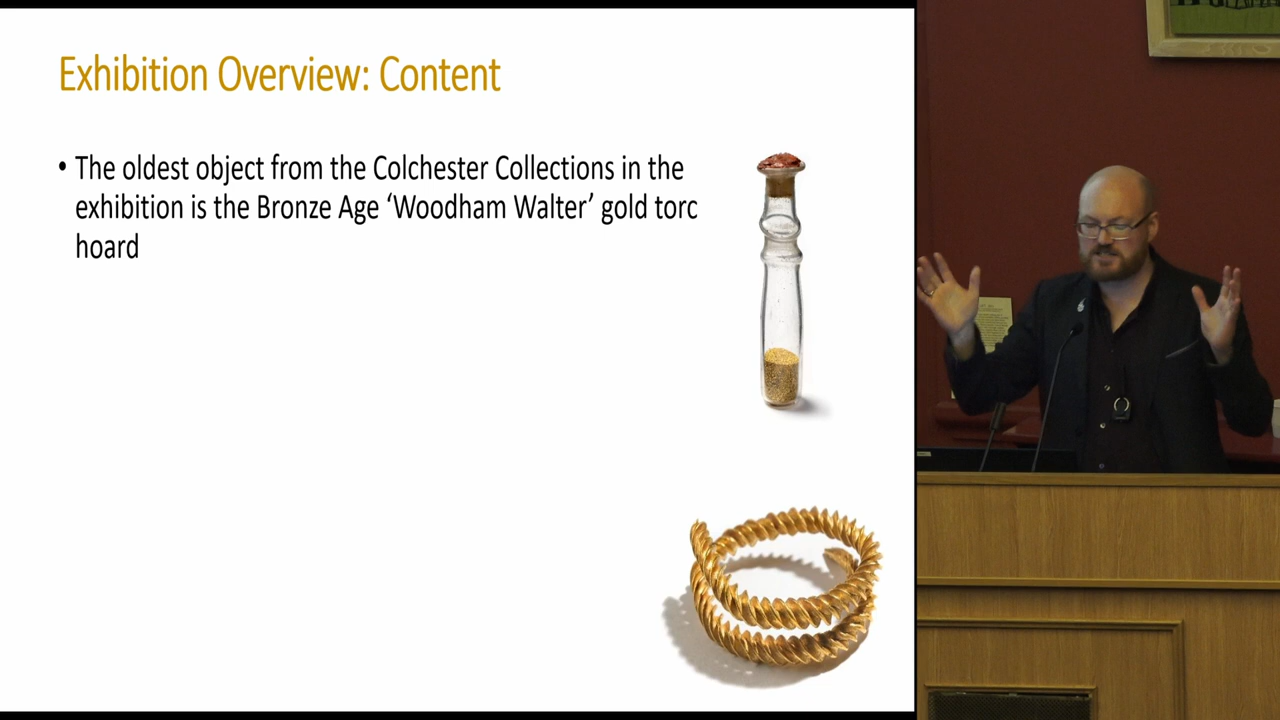 Exhibition Overview: Content
• The oldest object from the Colchester Collections in the
exhibition is the Bronze Age ‘Woodham Walter’ gold torc
hoard